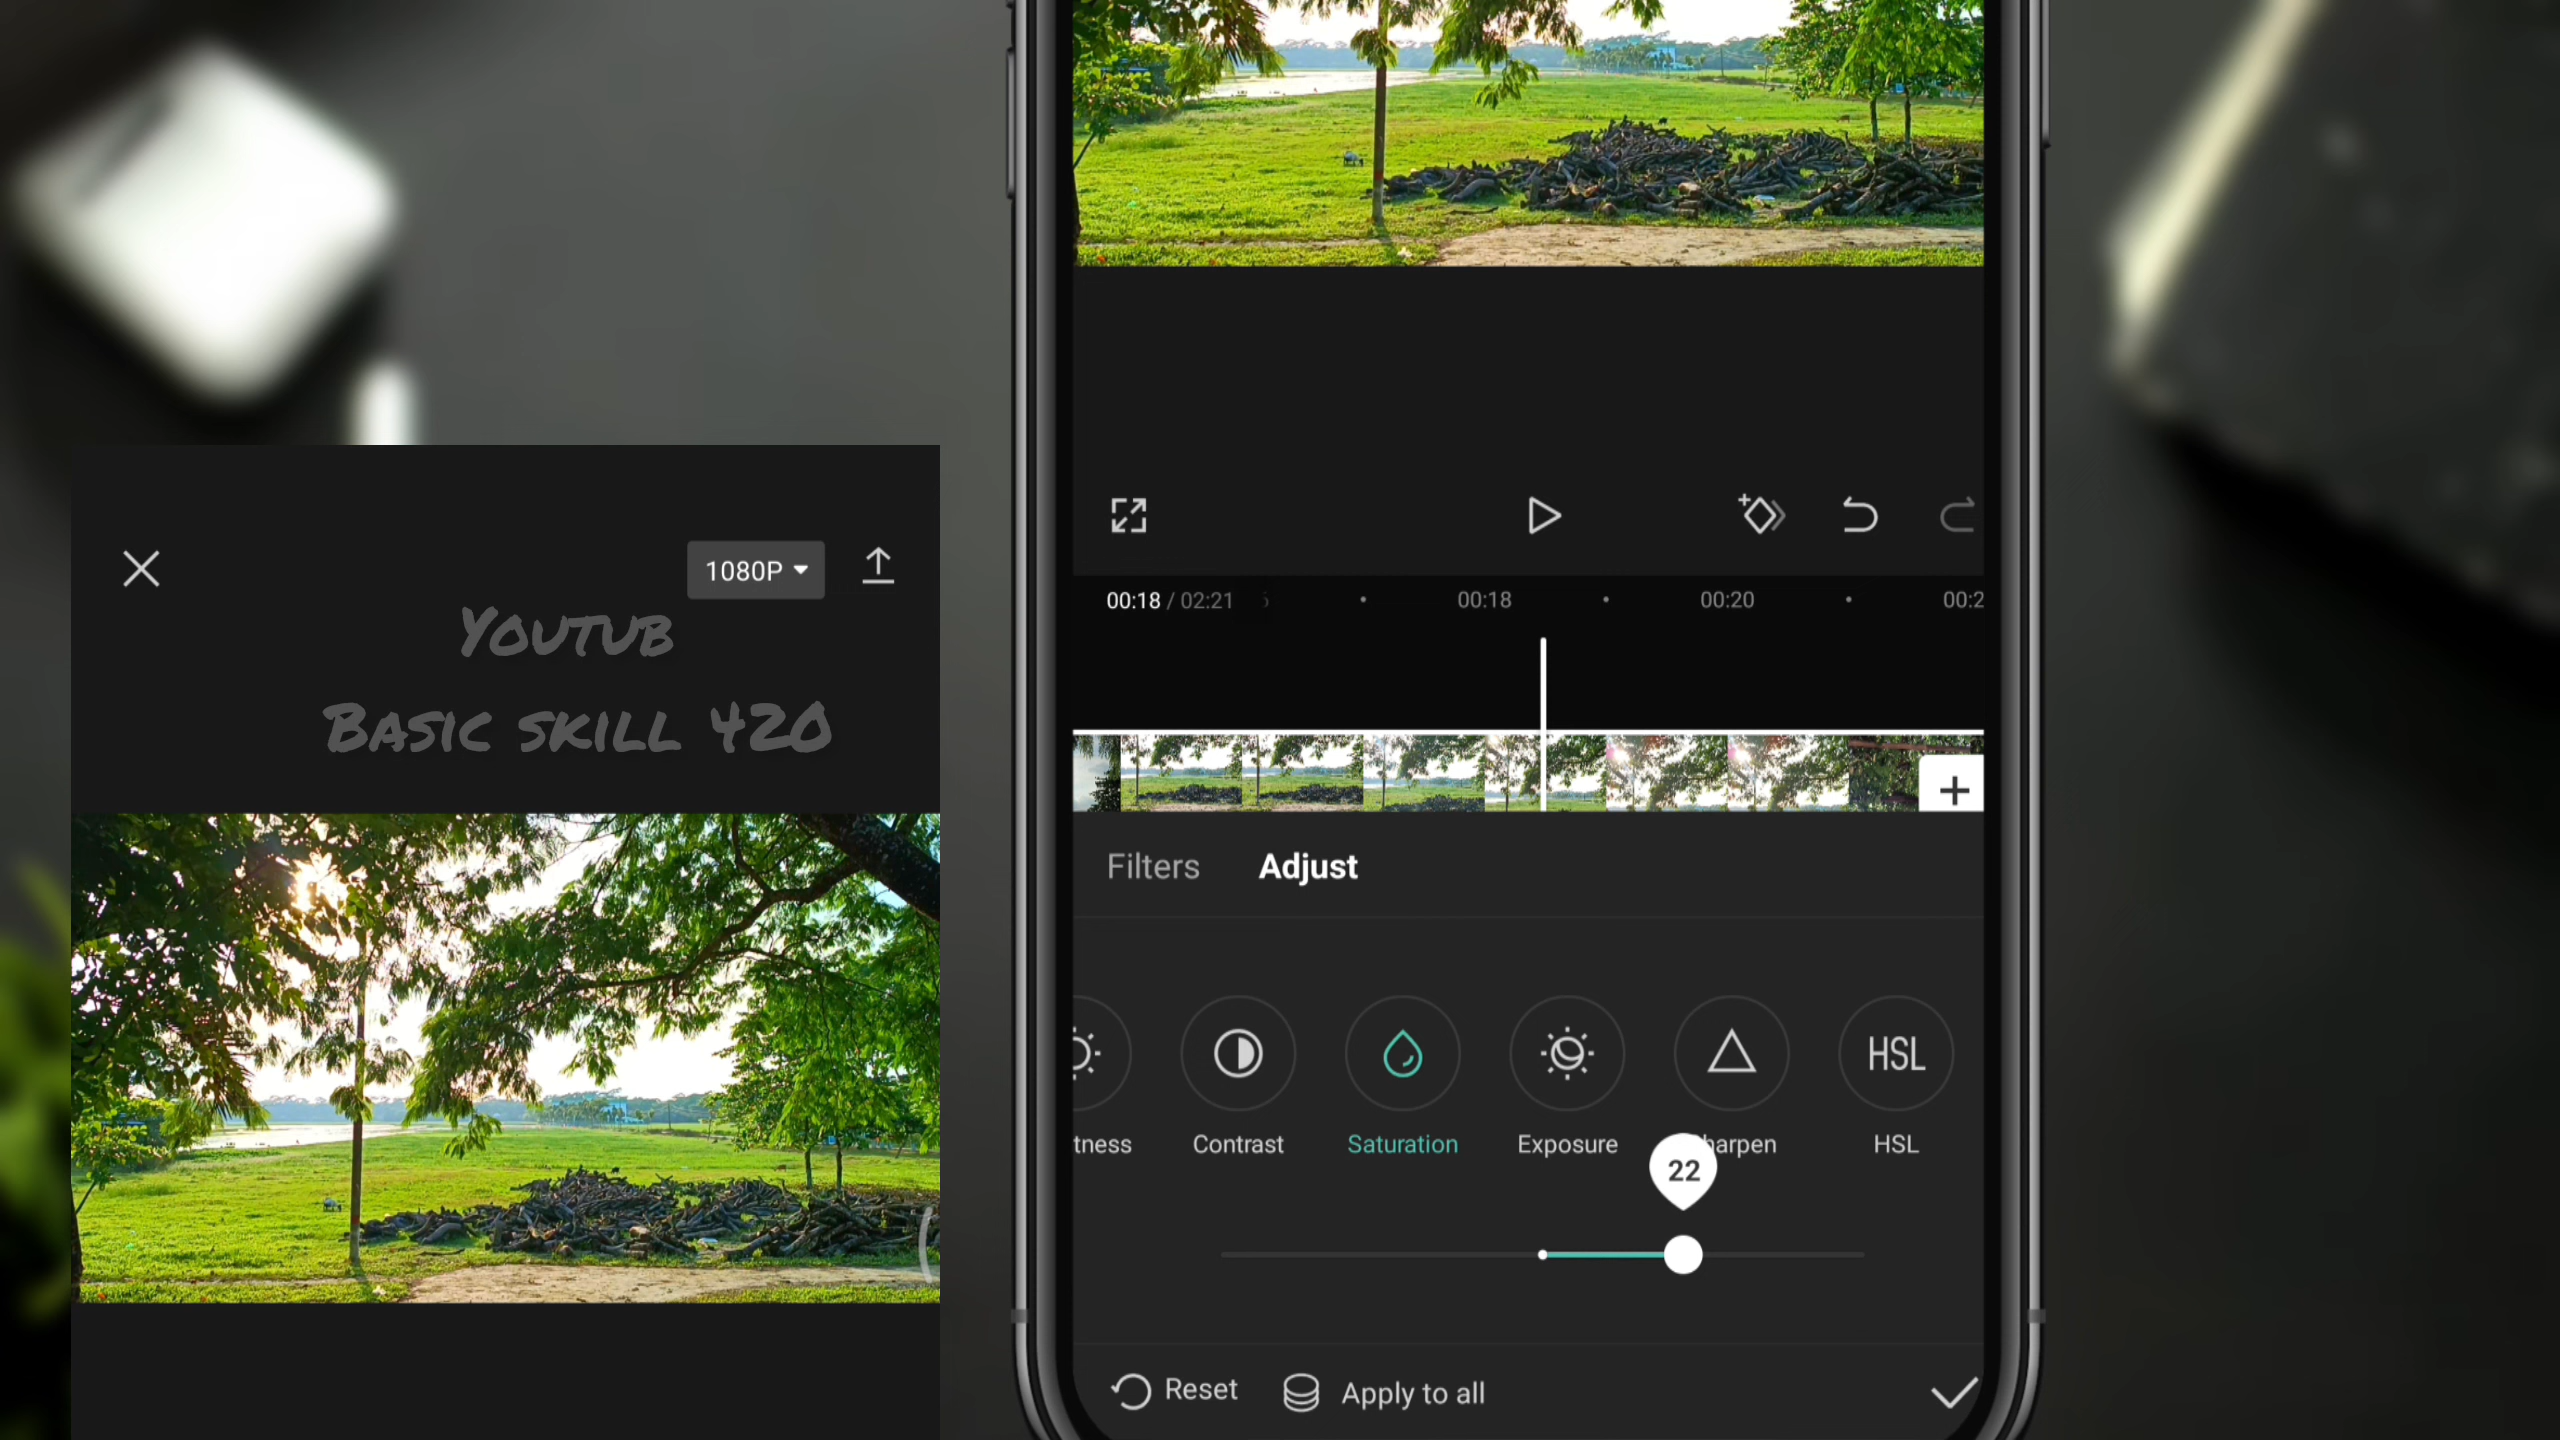 1080P
Youtub
Basic skill 420
00:18 / 02:21
00:18
00:20
Filters
Adjust
HSL
tness
Contrast
Saturation
Exposure
harpen
HSL
22
Reset
Apply to all